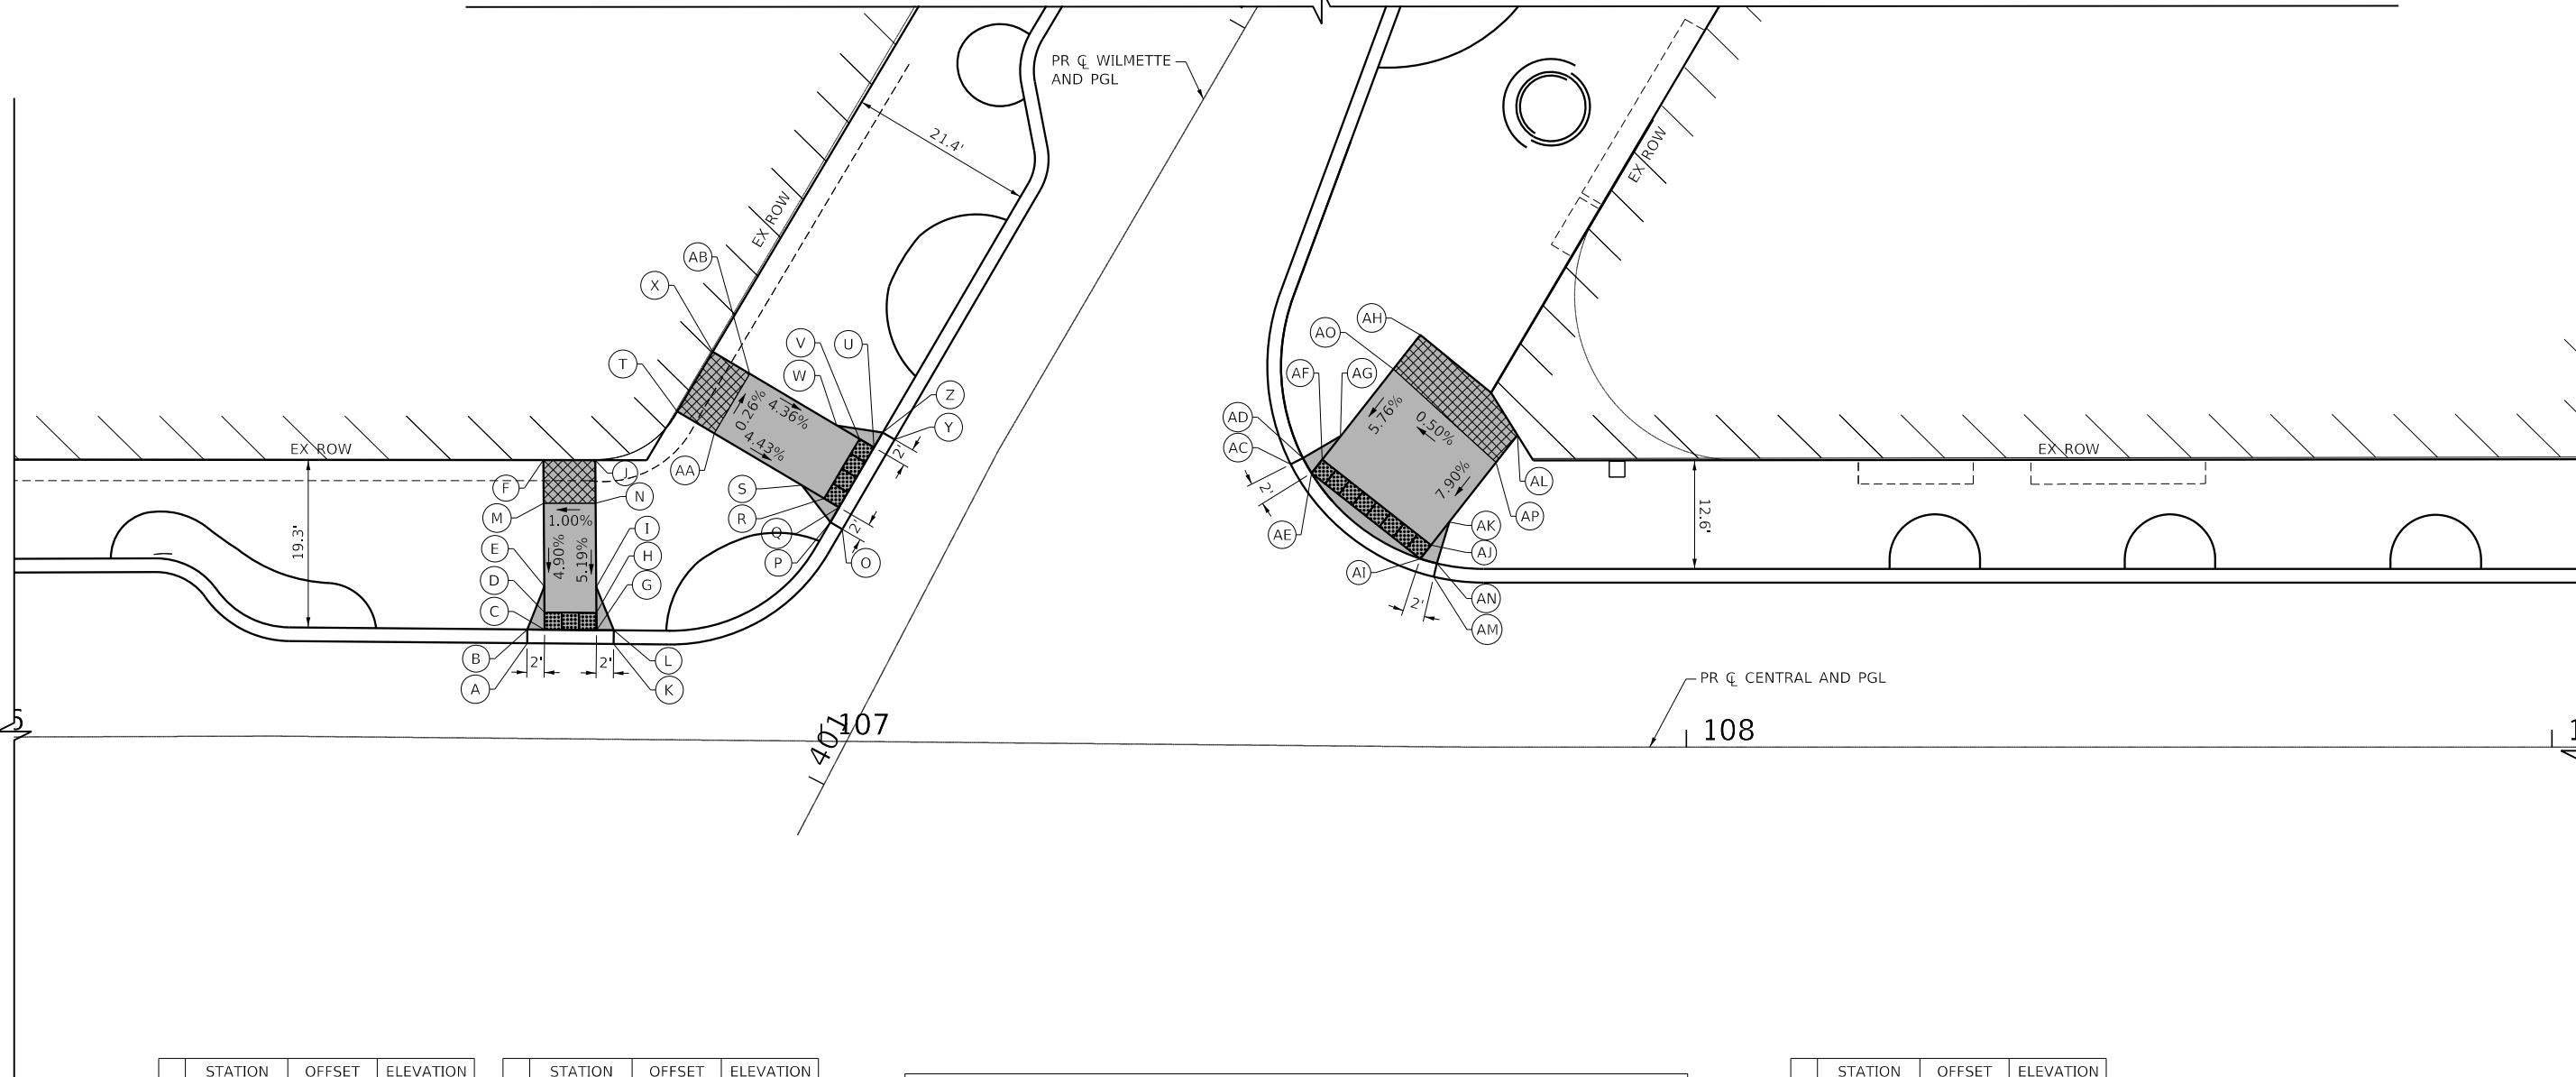 PR ℄ WILMETTE
AND PGL
21.4'
EX ROW
EX ROW
AB
X
T
V
U
W
Z
Y
2'
0.26%
4.36%
4.43%
AA
S
R
Q
P
O
2'
AH
AO
AF
AG
AD
AC
2'
AE
5.76%
0.50%
7.90%
AL
AP
AK
AJ
AI
AN
AM
2'
EX ROW
EX ROW
19.3'
12.6'
F
J
M
N
1.00%
E
I
4.90%
5.19%
D
H
C
G
B
L
A
K
2'
2'
PR ℄ CENTRAL AND PGL
401
107
108
STATION OFFSET ELEVATION
STATION OFFSET ELEVATION
STATION OFFSET ELEVATION